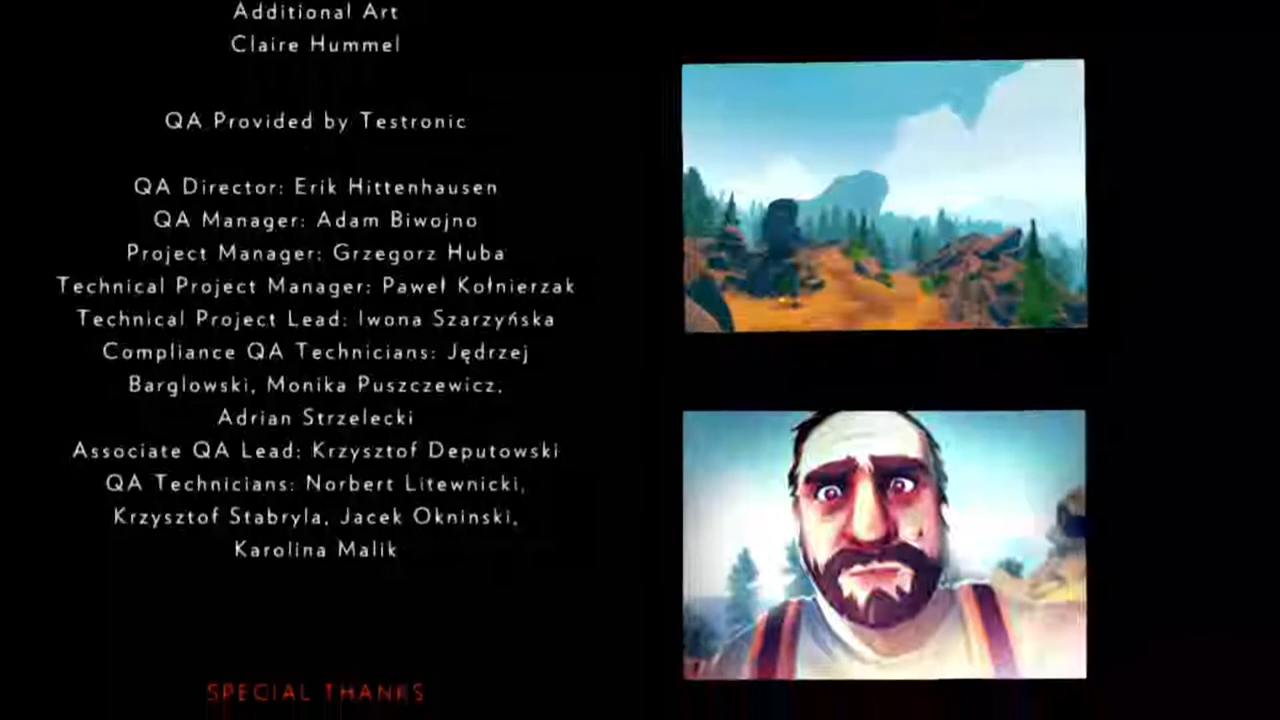 Additional Art
Claire Hummel
QA Provided by Testronic
QA Director: Erik Hittenhausen
QA Manager: Adam Biwojno
Project Manager: Grzegorz Huba
Technical Project Manager: Paweł Kołnierzak
Technical Project Lead: Iwona Szarzyńska
Compliance QA Technicians: Jędrzej
Barglowski, Monika Puszczewicz,
Adrian Strzelecki
Associate QA Lead: Krzysztof Deputowski
QA Technicians: Norbert Litewnicki,
Krzysztof Stabryla, Jacek Okninski,
Karolina Malik
SPECIAL THANKS